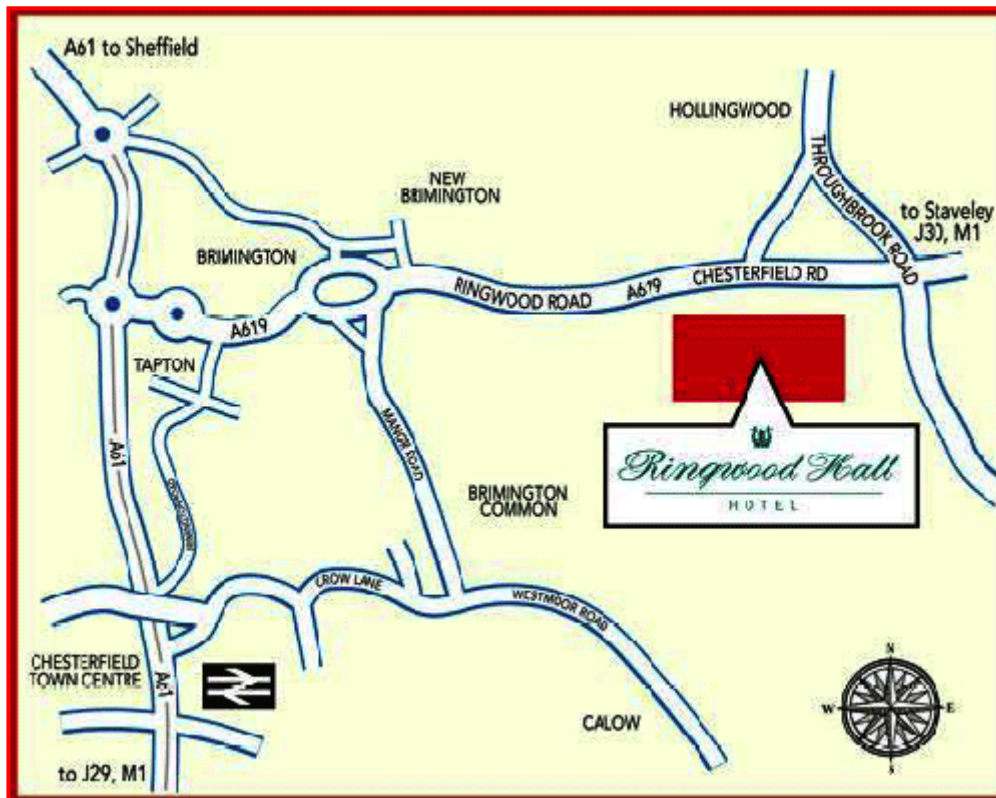 A61 to Sheffield
HOLLINGWOOD
THROUGHBROOK ROAD
NEW
BRIMINGTON
to Staveley
J30, M1
BRIMINGTON
RINGWOOD ROAD
A619
CHESTERFIELD RD
A619
TAPTON
A61
MANOR ROAD
Ringwood Hall
HOTEL
BRIMINGTON
COMMON
CROW LANE
WESTMOOR ROAD
CHESTERFIELD
TOWN CENTRE
A61
CALOW
N
W
E
S
to J29, M1